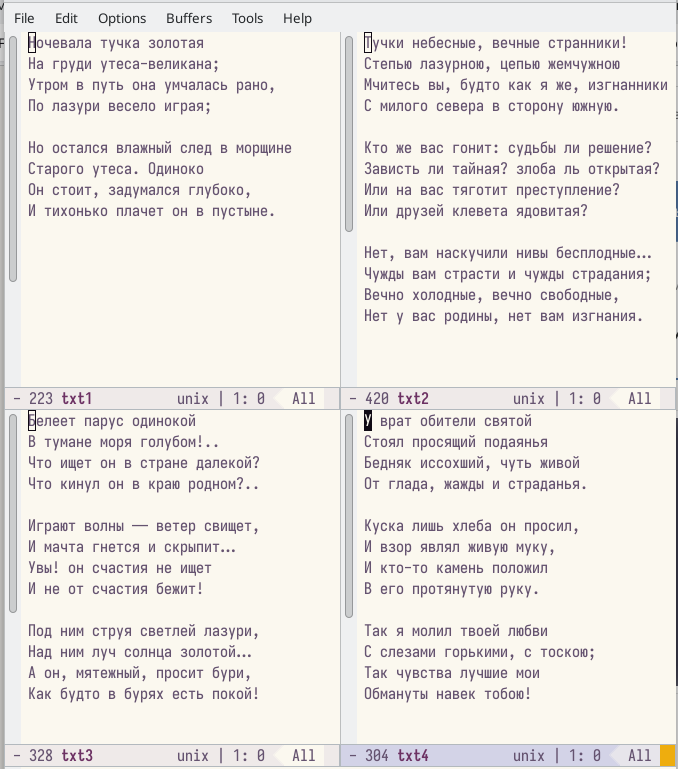 File Edit Options Buffers Tools Help
Ночевала тучка золотая
На груди утеса-великана;
Утром в путь она умчалась рано,
По лазури весело играя;
Но остался влажный след в морщине
Старого утеса. Одиноко
Он стоит, задумался глубоко,
И тихонько плачет он в пустыне.
- 223 txt1 unix | 1: 0 All
Тучки небесные, вечные странники!
Степью лазурною, цепью жемчужною
Мчитесь вы, будто как я же, изгнанники
С милого севера в сторону южную.
Кто же вас гонит: судьбы ли решение?
Зависть ли тайная? злоба ль открытая?
Или на вас тяготит преступление?
Или друзей клевета ядовитая?
Нет, вам наскучили нивы бесплодные…
Чужды вам страсти и чужды страдания;
Вечно холодные, вечно свободные,
Нет у вас родины, нет вам изгнания.
- 420 txt2 unix | 1: 0 All
Белеет парус одинокой
В тумане моря голубом!..
Что ищет он в стране далекой?
Что кинул он в краю родном?..
Играют волны — ветер свищет,
И мачта гнется и скрыпит…
Увы! он счастия не ищет
И не от счастия бежит!
Под ним струя светлей лазури,
Над ним луч солнца золотой…
А он, мятежный, просит бури,
Как будто в бурях есть покой!
- 328 txt3 unix | 1: 0 All
У врат обители святой
Стоял просящий подаянья
Бедняк иссохший, чуть живой
От глада, жажды и страданья.
Куска лишь хлеба он просил,
И взор являл живую муку,
И кто-то камень положил
В его протянутую руку.
Так я молил твоей любви
С слезами горькими, с тоскою;
Так чувства лучшие мои
Обмануты навек тобою!
- 304 txt4 unix | 1: 0 All